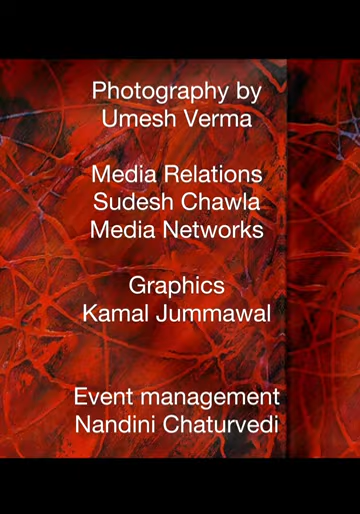 Photography by
Umesh Verma
Media Relations
Sudesh Chawla
Media Networks
Graphics
Kamal Jummawal
Event management
Nandini Chaturvedi